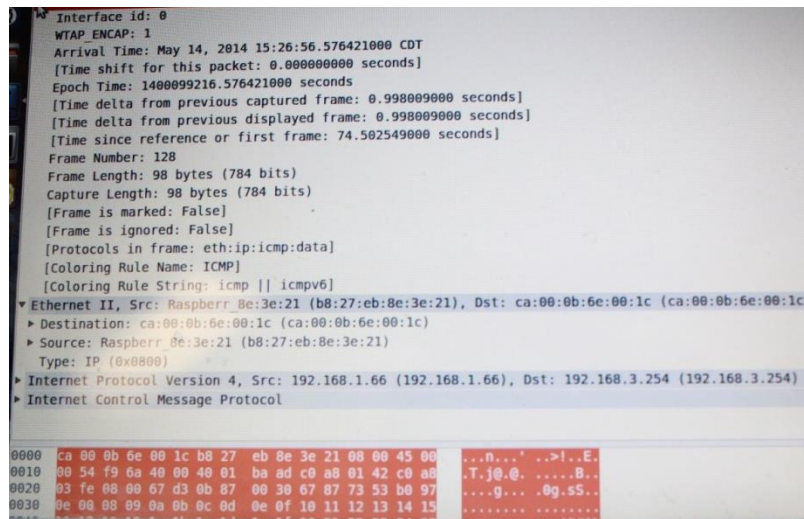 Interface id: 0
WTAP_ENCAP: 1
Arrival Time: May 14, 2014 15:26:56.576421000 CDT
[Time shift for this packet: 0.000000000 seconds]
Epoch Time: 1400099216.576421000 seconds
[Time delta from previous captured frame: 0.998009000 seconds]
[Time delta from previous displayed frame: 0.998009000 seconds]
[Time since reference or first frame: 74.502549000 seconds]
Frame Number: 128
Frame Length: 98 bytes (784 bits)
Capture Length: 98 bytes (784 bits)
[Frame is marked: False]
[Frame is ignored: False]
[Protocols in frame: eth:ip:icmp:data]
[Coloring Rule Name: ICMP]
[Coloring Rule String: icmp || icmpv6]
Ethernet II, Src: Raspberr_8e:3e:21 (b8:27:eb:8e:3e:21), Dst: ca:00:0b:6e:00:1c (ca:00:0b:6e:00:1c
Destination: ca:00:0b:6e:00:1c (ca:00:0b:6e:00:1c)
Source: Raspberr_8e:3e:21 (b8:27:eb:8e:3e:21)
Type: IP (0x0800)
Internet Protocol Version 4, Src: 192.168.1.66 (192.168.1.66), Dst: 192.168.3.254 (192.168.3.254)
Internet Control Message Protocol
0000 ca 00 0b 6e 00 1c b8 27 eb 8e 3e 21 08 00 45 00 ...n...' ..>!..E.
0010 00 54 f9 6a 40 00 40 01 ba ad c0 a8 01 42 c0 a8 .T.j@.@. .....B..
0020 03 fe 08 00 67 d3 0b 87 00 30 67 87 73 53 b0 97 ....g... .0g.sS..
0030 0e 00 08 09 0a 0b 0c 0d 0e 0f 10 11 12 13 14 15 ........ ........